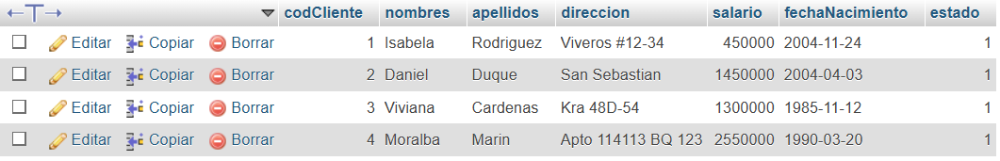 codCliente nombres apellidos direccion salario fechaNacimiento estado
Editar Copiar Borrar 1 Isabela Rodriguez Viveros #12-34 450000 2004-11-24 1
Editar Copiar Borrar 2 Daniel Duque San Sebastian 1450000 2004-04-03 1
Editar Copiar Borrar 3 Viviana Cardenas Kra 48D-54 1300000 1985-11-12 1
Editar Copiar Borrar 4 Moralba Marin Apto 114113 BQ 123 2550000 1990-03-20 1